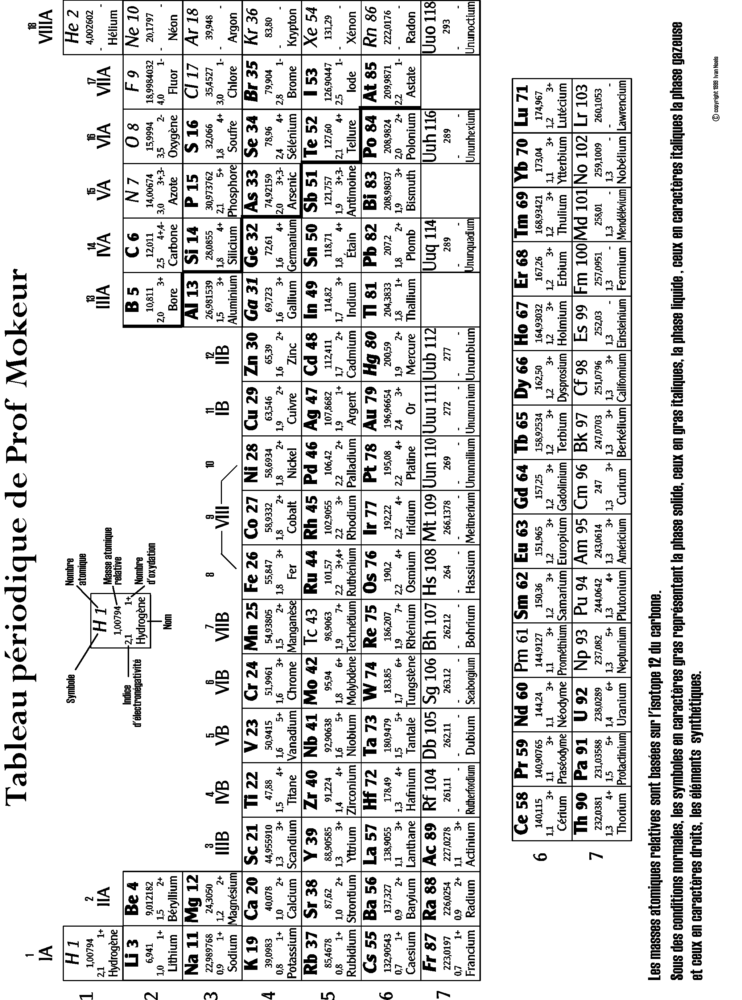 Tableau périodique de Prof Mokeur
Symbole
Nombre
atomique
H 1
1,00794
2,1 1+
Hydrogène
Masse atomique
relative
Nombre
d'oxydation
Indice
d'électronégativité
Nom
1
IA
2
IIA
3
IIIB
4
IVB
5
VB
6
VIB
7
VIIB
8
9
VIII
10
11
IB
12
IIB
13
IIIA
14
IVA
15
VA
16
VIA
17
VIIA
18
VIIIA
1
H 1
1,00794
2,1 1+
Hydrogène
He 2
4,002602
- -
Hélium
2
Li 3
6,941
1,0 1+
Lithium
Be 4
9,012182
1,5 2+
Béryllium
B 5
10,811
2,0 3+
Bore
C 6
12,011
2,5 4+,4-
Carbone
N 7
14,00674
3,0 3+,3-
Azote
O 8
15,9994
3,5 2-
Oxygène
F 9
18,9984032
4,0 1-
Fluor
Ne 10
20,1797
- -
Néon
3
Na 11
22,989768
0,9 1+
Sodium
Mg 12
24,3050
1,2 2+
Magnésium
Al 13
26,981539
1,5 3+
Aluminium
Si 14
28,0855
1,8 4+
Silicium
P 15
30,973762
2,1 5+
Phosphore
S 16
32,066
1,8 4+
Soufre
Cl 17
35,4527
3,0 1-
Chlore
Ar 18
39,948
- -
Argon
4
K 19
39,0983
0,8 1+
Potassium
Ca 20
40,078
1,0 2+
Calcium
Sc 21
44,955910
1,3 3+
Scandium
Ti 22
47,88
1,5 4+
Titane
V 23
50,9415
1,6 5+
Vanadium
Cr 24
51,9961
1,6 3+
Chrome
Mn 25
54,93805
1,5 2+
Manganèse
Fe 26
55,847
1,8 3+
Fer
Co 27
58,9332
1,8 2+
Cobalt
Ni 28
58,6934
1,8 2+
Nickel
Cu 29
63,546
1,9 2+
Cuivre
Zn 30
65,39
1,6 2+
Zinc
Ga 31
69,723
1,6 3+
Gallium
Ge 32
72,61
1,6 4+
Germanium
As 33
74,92159
2,0 3+,3-
Arsenic
Se 34
78,96
2,4 4+
Sélénium
Br 35
79,904
2,8 1-
Brome
Kr 36
83,80
- -
Krypton
5
Rb 37
85,4678
0,8 1+
Rubidium
Sr 38
87,62
1,0 2+
Strontium
Y 39
88,90585
1,3 3+
Yttrium
Zr 40
91,224
1,4 4+
Zirconium
Nb 41
92,90638
1,6 5+
Niobium
Mo 42
95,94
1,8 6+
Molybdène
Tc 43
98,9063
1,9 7+
Technétium
Ru 44
101,57
2,2 3+,4+
Ruthénium
Rh 45
102,9055
2,2 3+
Rhodium
Pd 46
106,42
2,2 2+
Palladium
Ag 47
107,8682
1,9 1+
Argent
Cd 48
112,411
1,7 2+
Cadmium
In 49
114,82
1,7 3+
Indium
Sn 50
118,71
1,8 4+
Étain
Sb 51
121,757
1,9 3+,3-
Antimoine
Te 52
127,60
2,1 4+
Tellure
I 53
126,90447
2,5 1-
Iode
Xe 54
131,29
- -
Xénon
6
Cs 55
132,90543
0,7 1+
Caesium
Ba 56
137,327
0,9 2+
Baryium
La 57
138,9055
1,1 3+
Lanthane
Hf 72
178,49
1,3 4+
Hafnium
Ta 73
180,9479
1,5 5+
Tantale
W 74
183,85
1,7 6+
Tungstène
Re 75
186,207
1,9 7+
Rhénium
Os 76
190,2
2,2 4+
Osmium
Ir 77
192,22
2,2 4+
Iridium
Pt 78
195,08
2,2 4+
Platine
Au 79
196,96654
2,4 3+
Or
Hg 80
200,59
1,9 2+
Mercure
Tl 81
204,3833
1,8 1+
Thallium
Pb 82
207,2
1,8 2+
Plomb
Bi 83
208,98037
1,9 3+
Bismuth
Po 84
208,9824
2,0 2+
Polonium
At 85
209,9871
2,2 1-
Astate
Rn 86
222,0176
- -
Radon
7
Fr 87
223,0197
0,7 1+
Francium
Ra 88
226,0254
0,9 2+
Radium
Ac 89
227,0278
1,1 3+
Actinium
Rf 104
261,11
- -
Rutherfordium
Db 105
262,11
- -
Dubium
Sg 106
263.12
- -
Seaborgium
Bh 107
262.12
- -
Bohrium
Hs 108
264
- -
Hassium
Mt 109
266,1378
- -
Meitnerium
Uun 110
269
- -
Ununnilium
Uuu 111
272
- -
Unununium
Uub 112
277
- -
Ununbium
Uuq 114
289
- -
Ununquadium
Uuh 116
289
- -
Ununhexium
Uuo 118
293
- -
Ununoctium
6
Ce 58
140,115
1,1 3+
Cérium
Pr 59
140,90765
1,1 3+
Praséodyme
Nd 60
144,24
1,1 3+
Néodyme
Pm 61
144,9127
1,1 3+
Prométhium
Sm 62
150,36
1,2 3+
Samarium
Eu 63
151,965
1,2 3+
Europium
Gd 64
157,25
1,2 3+
Gadolinium
Tb 65
158,92534
1,2 3+
Terbium
Dy 66
162,50
1,2 3+
Dysprosium
Ho 67
164,93032
1,2 3+
Holmium
Er 68
167,26
1,2 3+
Erbium
Tm 69
168,93421
1,2 3+
Thulium
Yb 70
173,04
1,1 3+
Ytterbium
Lu 71
174,967
1,2 3+
Lutécium
7
Th 90
232,0381
1,3 4+
Thorium
Pa 91
231,03588
1,5 5+
Protactinium
U 92
238,0289
1,4 6+
Uranium
Np 93
237,082
1,3 5+
Neptunium
Pu 94
244,0642
1,3 4+
Plutonium
Am 95
243,0614
1,3 3+
Américium
Cm 96
247
1,3 3+
Curium
Bk 97
247,0703
1,3 3+
Berkélium
Cf 98
251,0796
1,3 3+
Californium
Es 99
252,03
1,3 -
Einsteinium
Fm 100
257,0951
1,3 -
Fermium
Md 101
258,01
1,3 -
Mendélévium
No 102
259,1009
1,3 -
Nobélium
Lr 103
260,1053
- -
Lawrencium
Les masses atomiques relatives sont basées sur l'isotope 12 du carbone.
Sous des conditions normales, les symboles en caractères gras représentent la phase solide, ceux en gras italiques, la phase liquide , ceux en caractères italiques la phase gazeuse
et ceux en caractères droits, les éléments synthétiques.
© copyright 1999 Ivan Noels